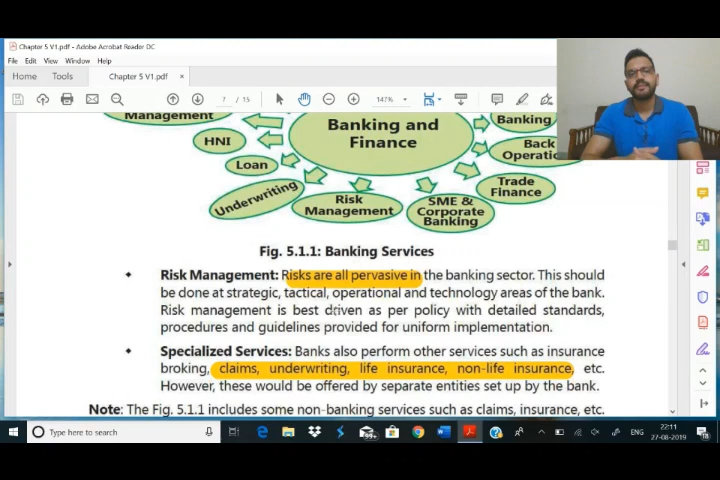 Chapter 5 V1.pdf - Adobe Acrobat Reader DC
File Edit View Window Help
Home Tools Chapter 5 V1.pdf ×
7 / 15 147%
Management
Banking and
Finance
Banking
HNI
Back
Loan
Trade
Finance
Underwriting
Risk
Management
SME &
Corporate
Banking
Fig. 5.1.1: Banking Services
Risk Management: Risks are all pervasive in the banking sector. This should
be done at strategic, tactical, operational and technology areas of the bank.
Risk management is best driven as per policy with detailed standards,
procedures and guidelines provided for uniform implementation.
Specialized Services: Banks also perform other services such as insurance
broking, claims, underwriting, life insurance, non-life insurance, etc.
However, these would be offered by separate entities set up by the bank.
Note: The Fig. 5.1.1 includes some non-banking services such as claims, insurance, etc.
Type here to search
99+
ENG
22:11
27-08-2019